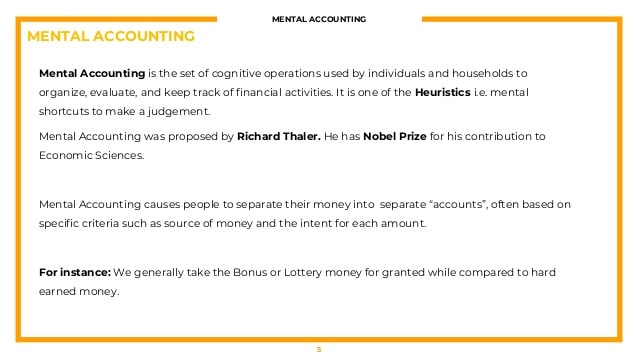 MENTAL ACCOUNTING
MENTAL ACCOUNTING
Mental Accounting is the set of cognitive operations used by individuals and households to
organize, evaluate, and keep track of financial activities. It is one of the Heuristics i.e. mental
shortcuts to make a judgement.
Mental Accounting was proposed by Richard Thaler. He has Nobel Prize for his contribution to
Economic Sciences.
Mental Accounting causes people to separate their money into separate “accounts”, often based on
specific criteria such as source of money and the intent for each amount.
For instance: We generally take the Bonus or Lottery money for granted while compared to hard
earned money.
5